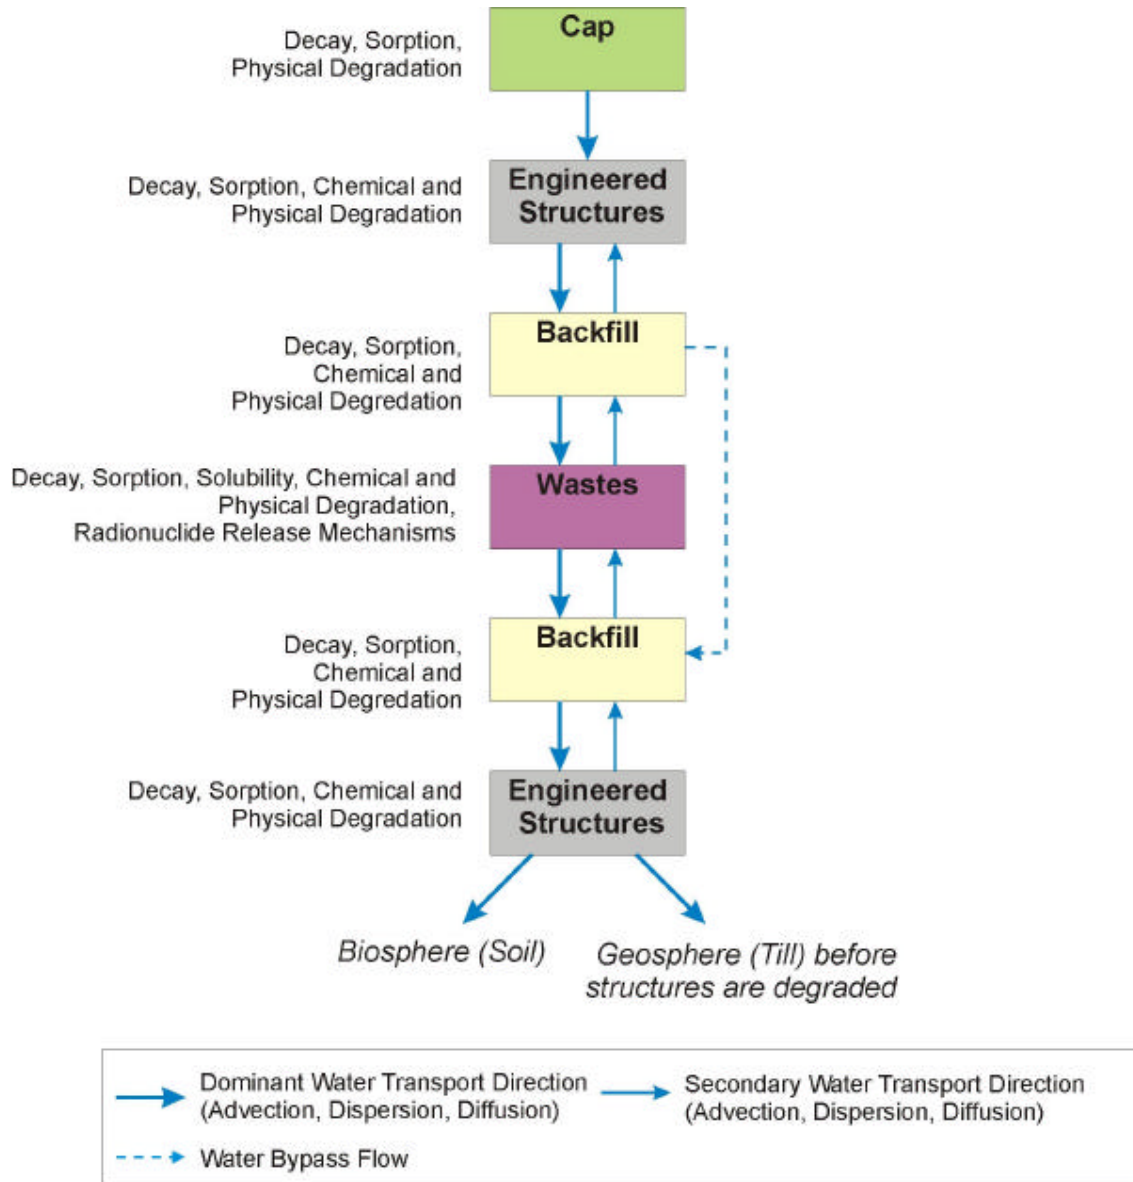 Cap
Decay, Sorption,
Physical Degradation
Engineered
Structures
Decay, Sorption, Chemical and
Physical Degradation
Backfill
Decay, Sorption,
Chemical and
Physical Degredation
Wastes
Decay, Sorption, Solubility, Chemical and
Physical Degradation,
Radionuclide Release Mechanisms
Backfill
Decay, Sorption,
Chemical and
Physical Degredation
Engineered
Structures
Decay, Sorption, Chemical and
Physical Degradation
Biosphere (Soil)
Geosphere (Till) before
structures are degraded
Dominant Water Transport Direction
(Advection, Dispersion, Diffusion)
Secondary Water Transport Direction
(Advection, Dispersion, Diffusion)
Water Bypass Flow